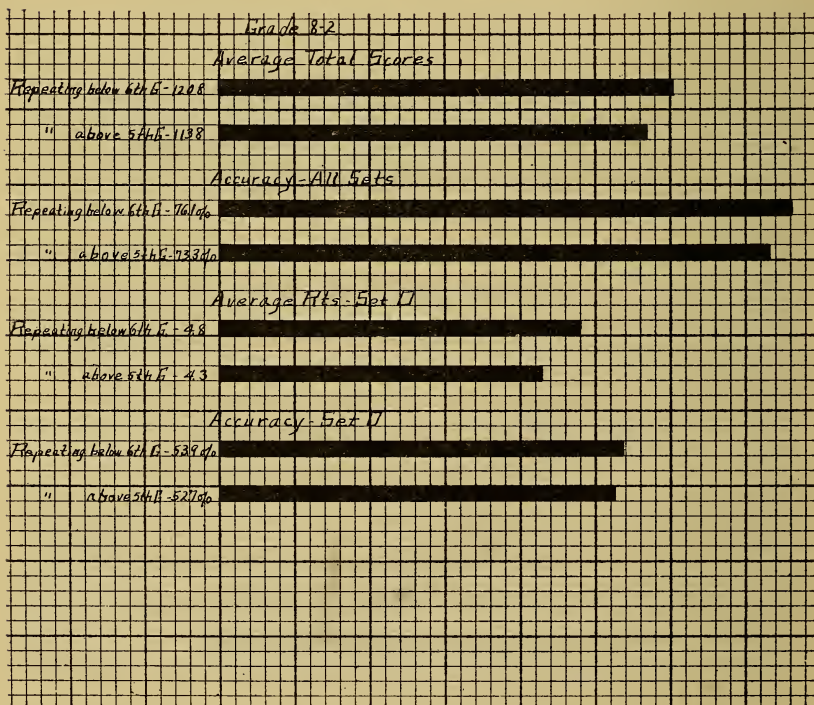 Grade 8-2
Average Total Scores
Repeating below 6th G-120.8
" above 5th G-113.8
Accuracy-All Sets
Repeating below 6th G-76.1%
" above 5th G-73.3%
Average Rts-Set O
Repeating below 6th G-4.8
" above 5th G-4.3
Accuracy-Set O
Repeating below 6th G-53.9%
" above 5th G-52.7%